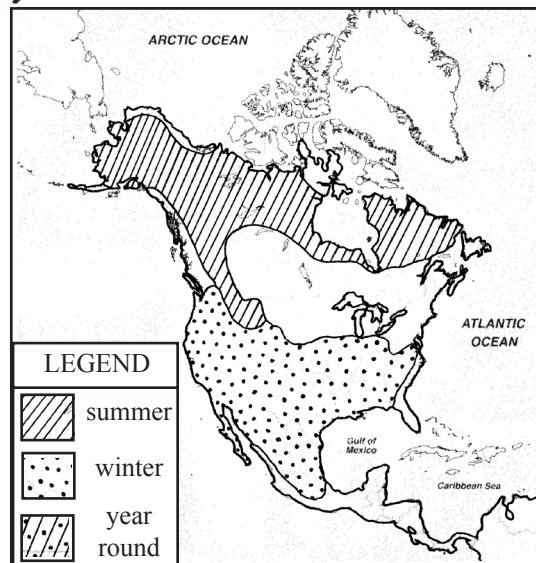 ARCTIC OCEAN
ATLANTIC
OCEAN
LEGEND
summer
Gulf of
Mexico
winter
Caribbean Sea
year
round